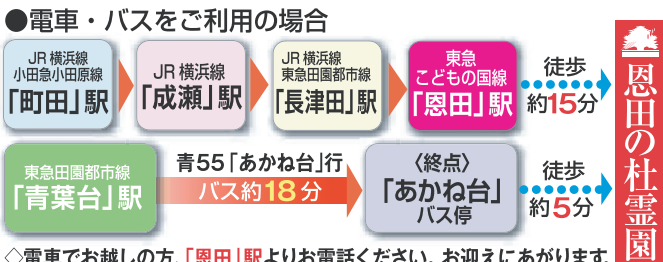 ●電車・バスをご利用の場合
JR 横浜線
小田急小田原線
「町田」駅
JR 横浜線
「成瀬」駅
JR 横浜線
東急田園都市線
「長津田」駅
東急
こどもの国線
「恩田」駅
徒歩
約15分
東急田園都市線
「青葉台」駅
青55「あかね台」行
バス約18分
〈終点〉
「あかね台」
バス停
徒歩
約5分
恩田の杜霊園
◇電車でお越しの方、「恩田」駅よりお電話ください。お迎えにあがります。